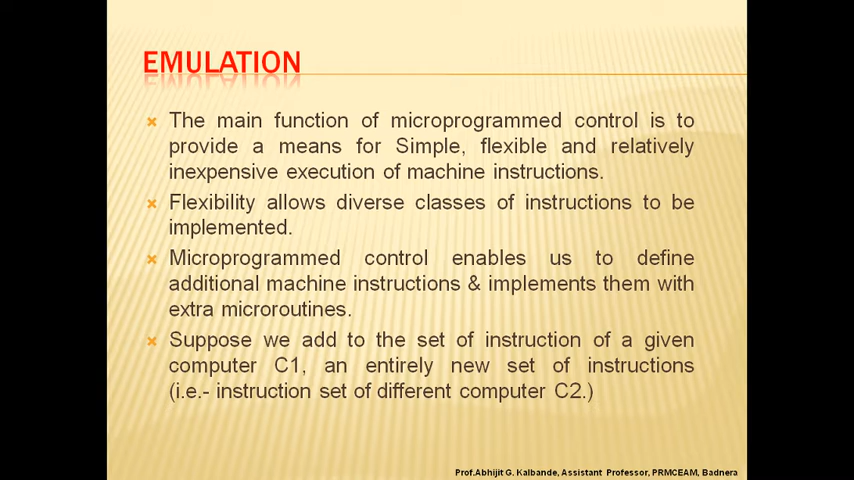 EMULATION
The main function of microprogrammed control is to
provide a means for Simple, flexible and relatively
inexpensive execution of machine instructions.
Flexibility allows diverse classes of instructions to be
implemented.
Microprogrammed control enables us to define
additional machine instructions & implements them with
extra microroutines.
Suppose we add to the set of instruction of a given
computer C1, an entirely new set of instructions
(i.e.- instruction set of different computer C2.)
Prof.Abhijit G. Kalbande, Assistant Professor, PRMCEAM, Badnera